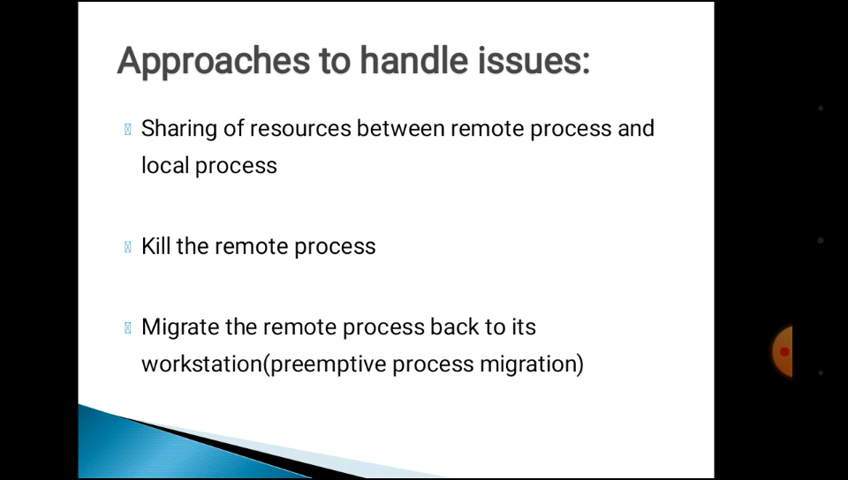 Approaches to handle issues:
Sharing of resources between remote process and
local process
Kill the remote process
Migrate the remote process back to its
workstation(preemptive process migration)